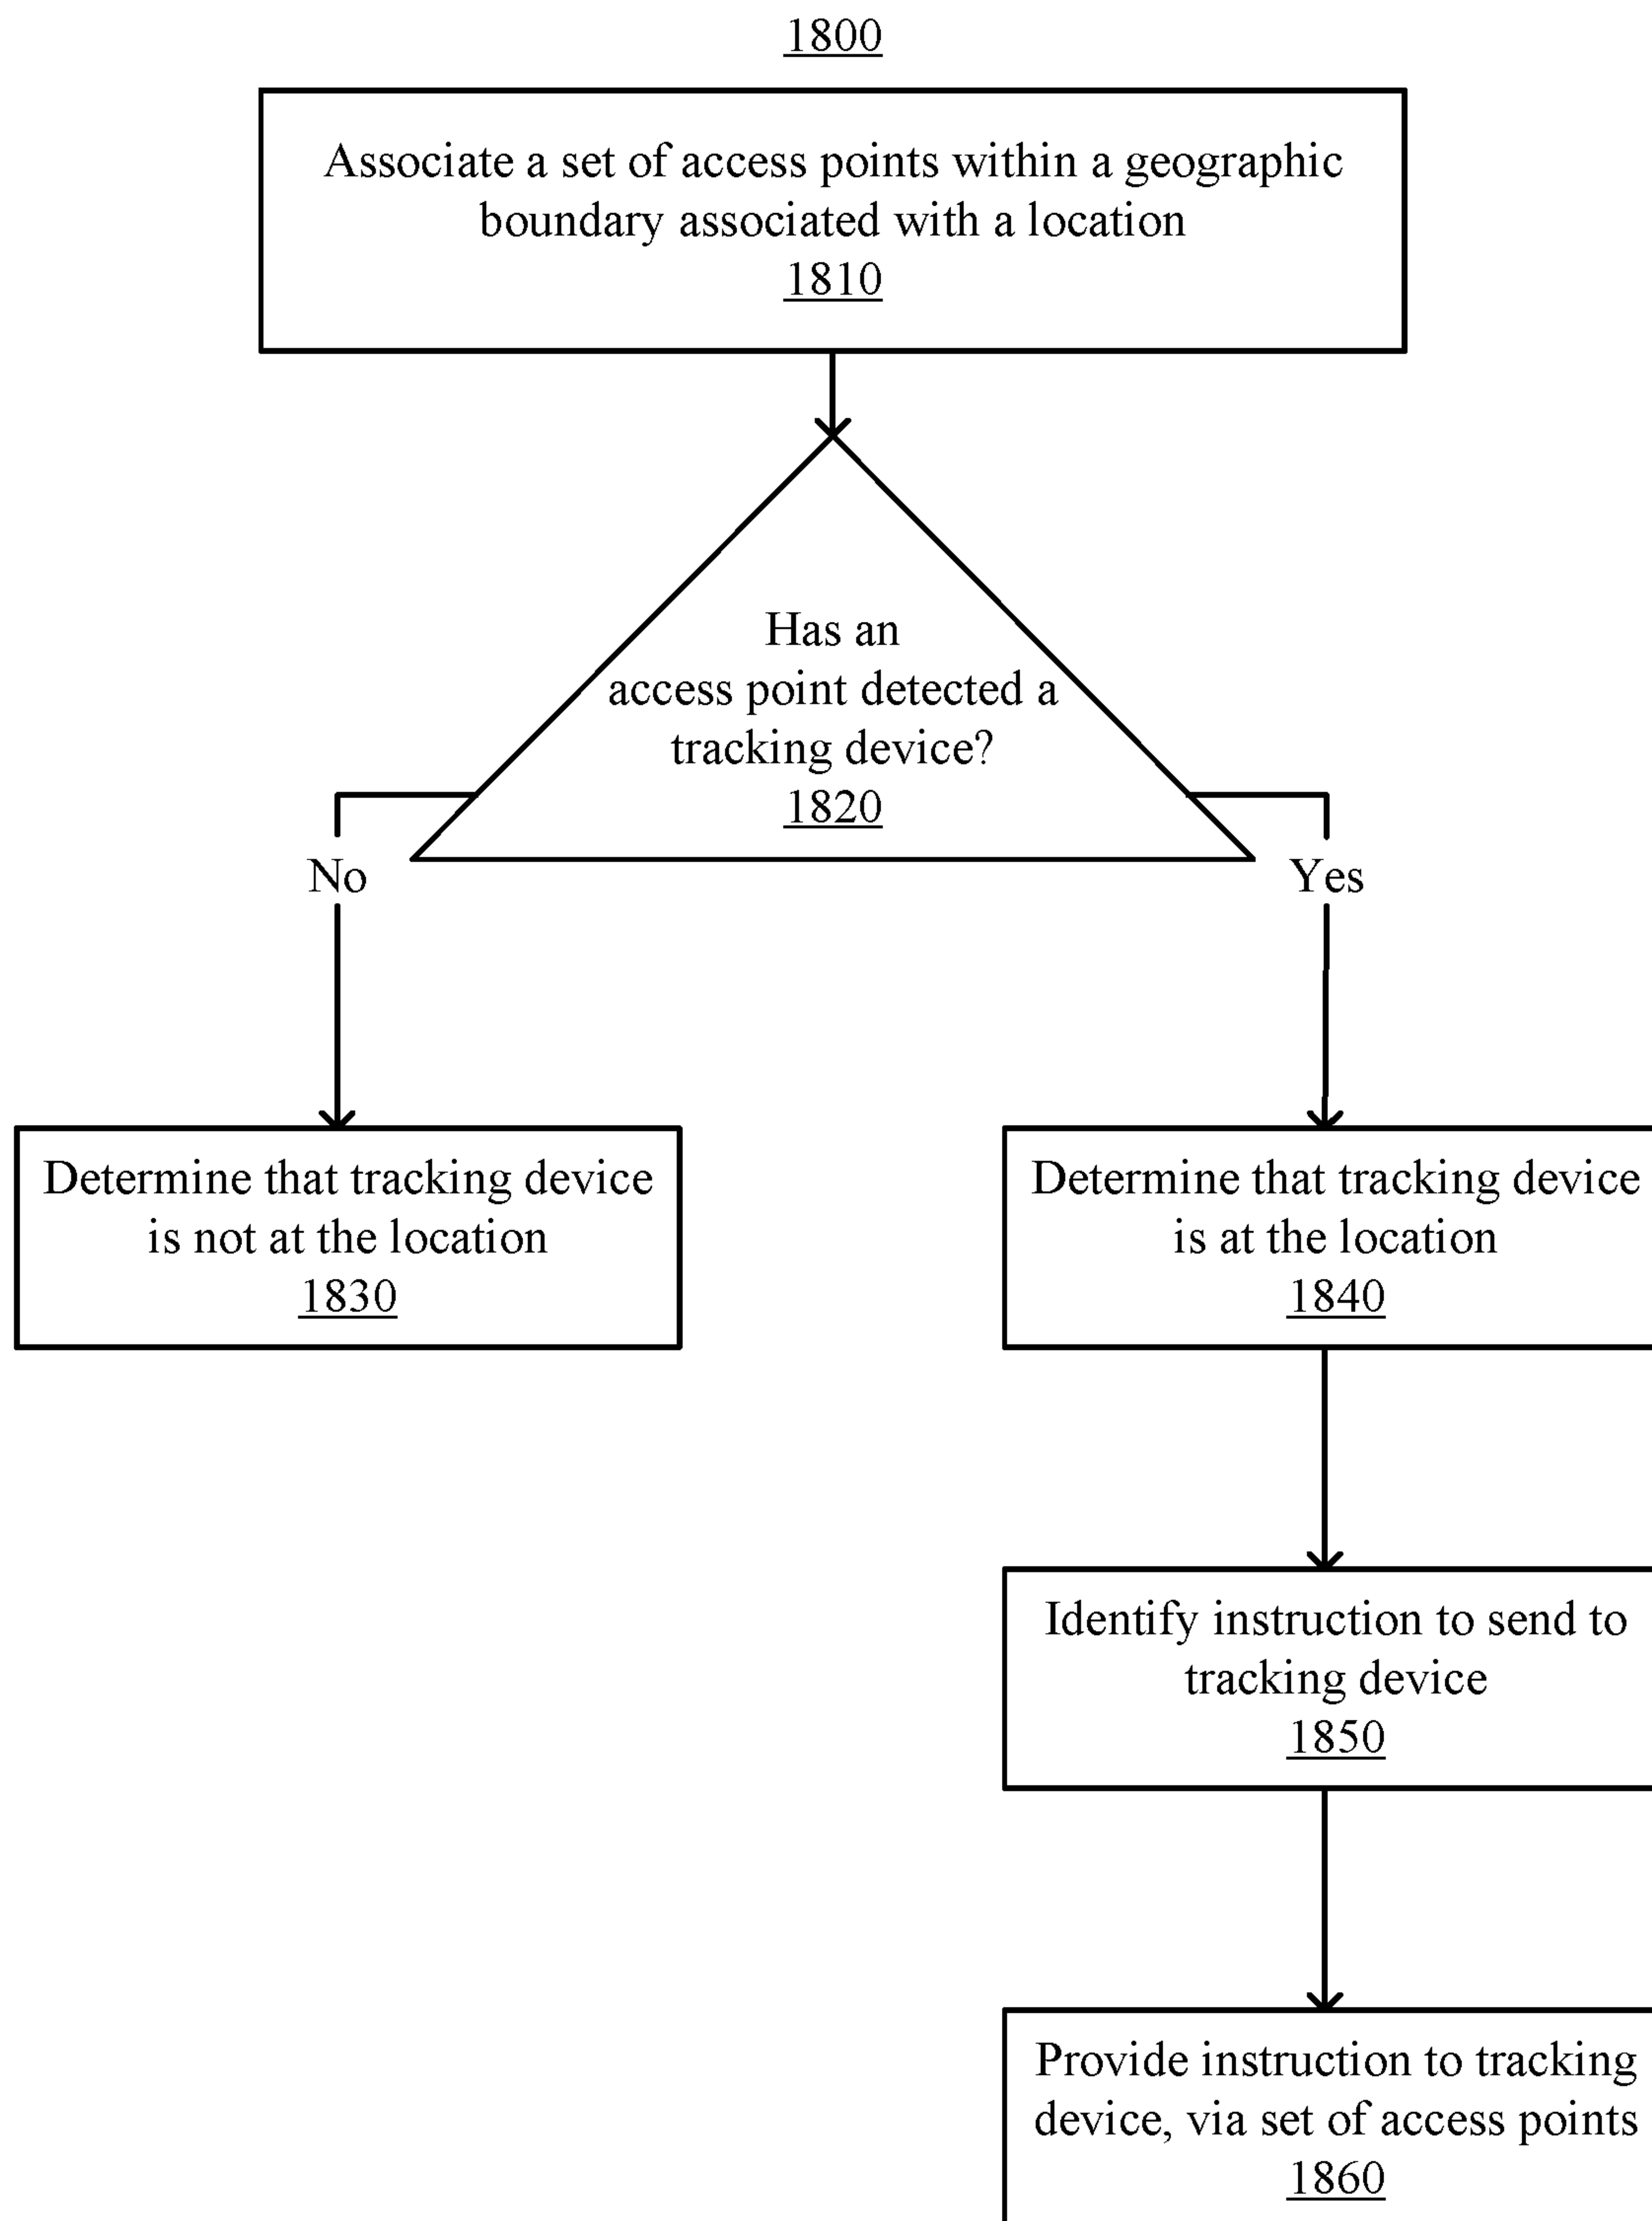 1800
Associate a set of access points within a geographic
boundary associated with a location
1810
Has an
access point detected a
tracking device?
1820
No
Yes
Determine that tracking device
is not at the location
1830
Determine that tracking device
is at the location
1840
Identify instruction to send to
tracking device
1850
Provide instruction to tracking
device, via set of access points
1860